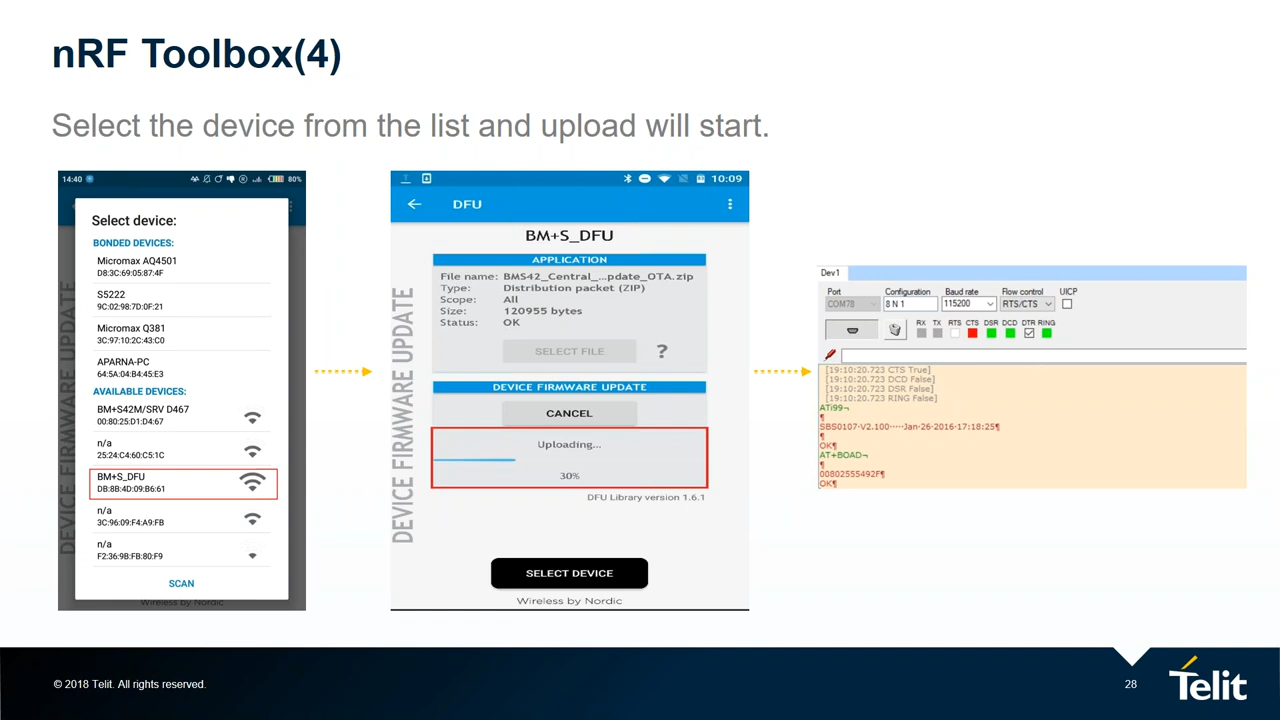 nRF Toolbox(4)
Select the device from the list and upload will start.
14:40
80%
Select device:
BONDED DEVICES:
Micromax AQ4501
D8:3C:69:05:87:4F
S5222
9C:02:98:7D:0F:21
Micromax Q381
3C:97:10:2C:43:C0
APARNA-PC
64:5A:04:B4:45:E3
AVAILABLE DEVICES:
BM+S42M/SRV D467
00:80:25:D1:D4:67
n/a
25:24:C4:60:C5:1C
BM+S_DFU
DB:8B:4D:09:B6:61
n/a
3C:96:09:F4:A9:FB
n/a
F2:36:9B:FB:80:F9
SCAN
DEVICE FIRMWARE UPDATE
Wireless by Nordic
10:09
DFU
BM+S_DFU
APPLICATION
File name: BMS42_Central_...pdate_OTA.zip
Type: Distribution packet (ZIP)
Scope: All
Size: 120955 bytes
Status: OK
SELECT FILE ?
DEVICE FIRMWARE UPDATE
CANCEL
Uploading...
30%
DFU Library version 1.6.1
DEVICE FIRMWARE UPDATE
SELECT DEVICE
Wireless by Nordic
Dev1
Port Configuration Baud rate Flow control UICP
COM78 8 N 1 115200 RTS/CTS
RX TX RTS CTS DSR DCD DTR RING
[19:10:20.723 CTS True]
[19:10:20.723 DCD False]
[19:10:20.723 DSR False]
[19:10:20.723 RING False]
ATi99¬
¶
SBS0107-V2.100·····Jan-26-2016-17:18:25¶
¶
OK¶
AT+BOAD¬
¶
00802555492F¶
OK¶
© 2018 Telit. All rights reserved.
28
Telit